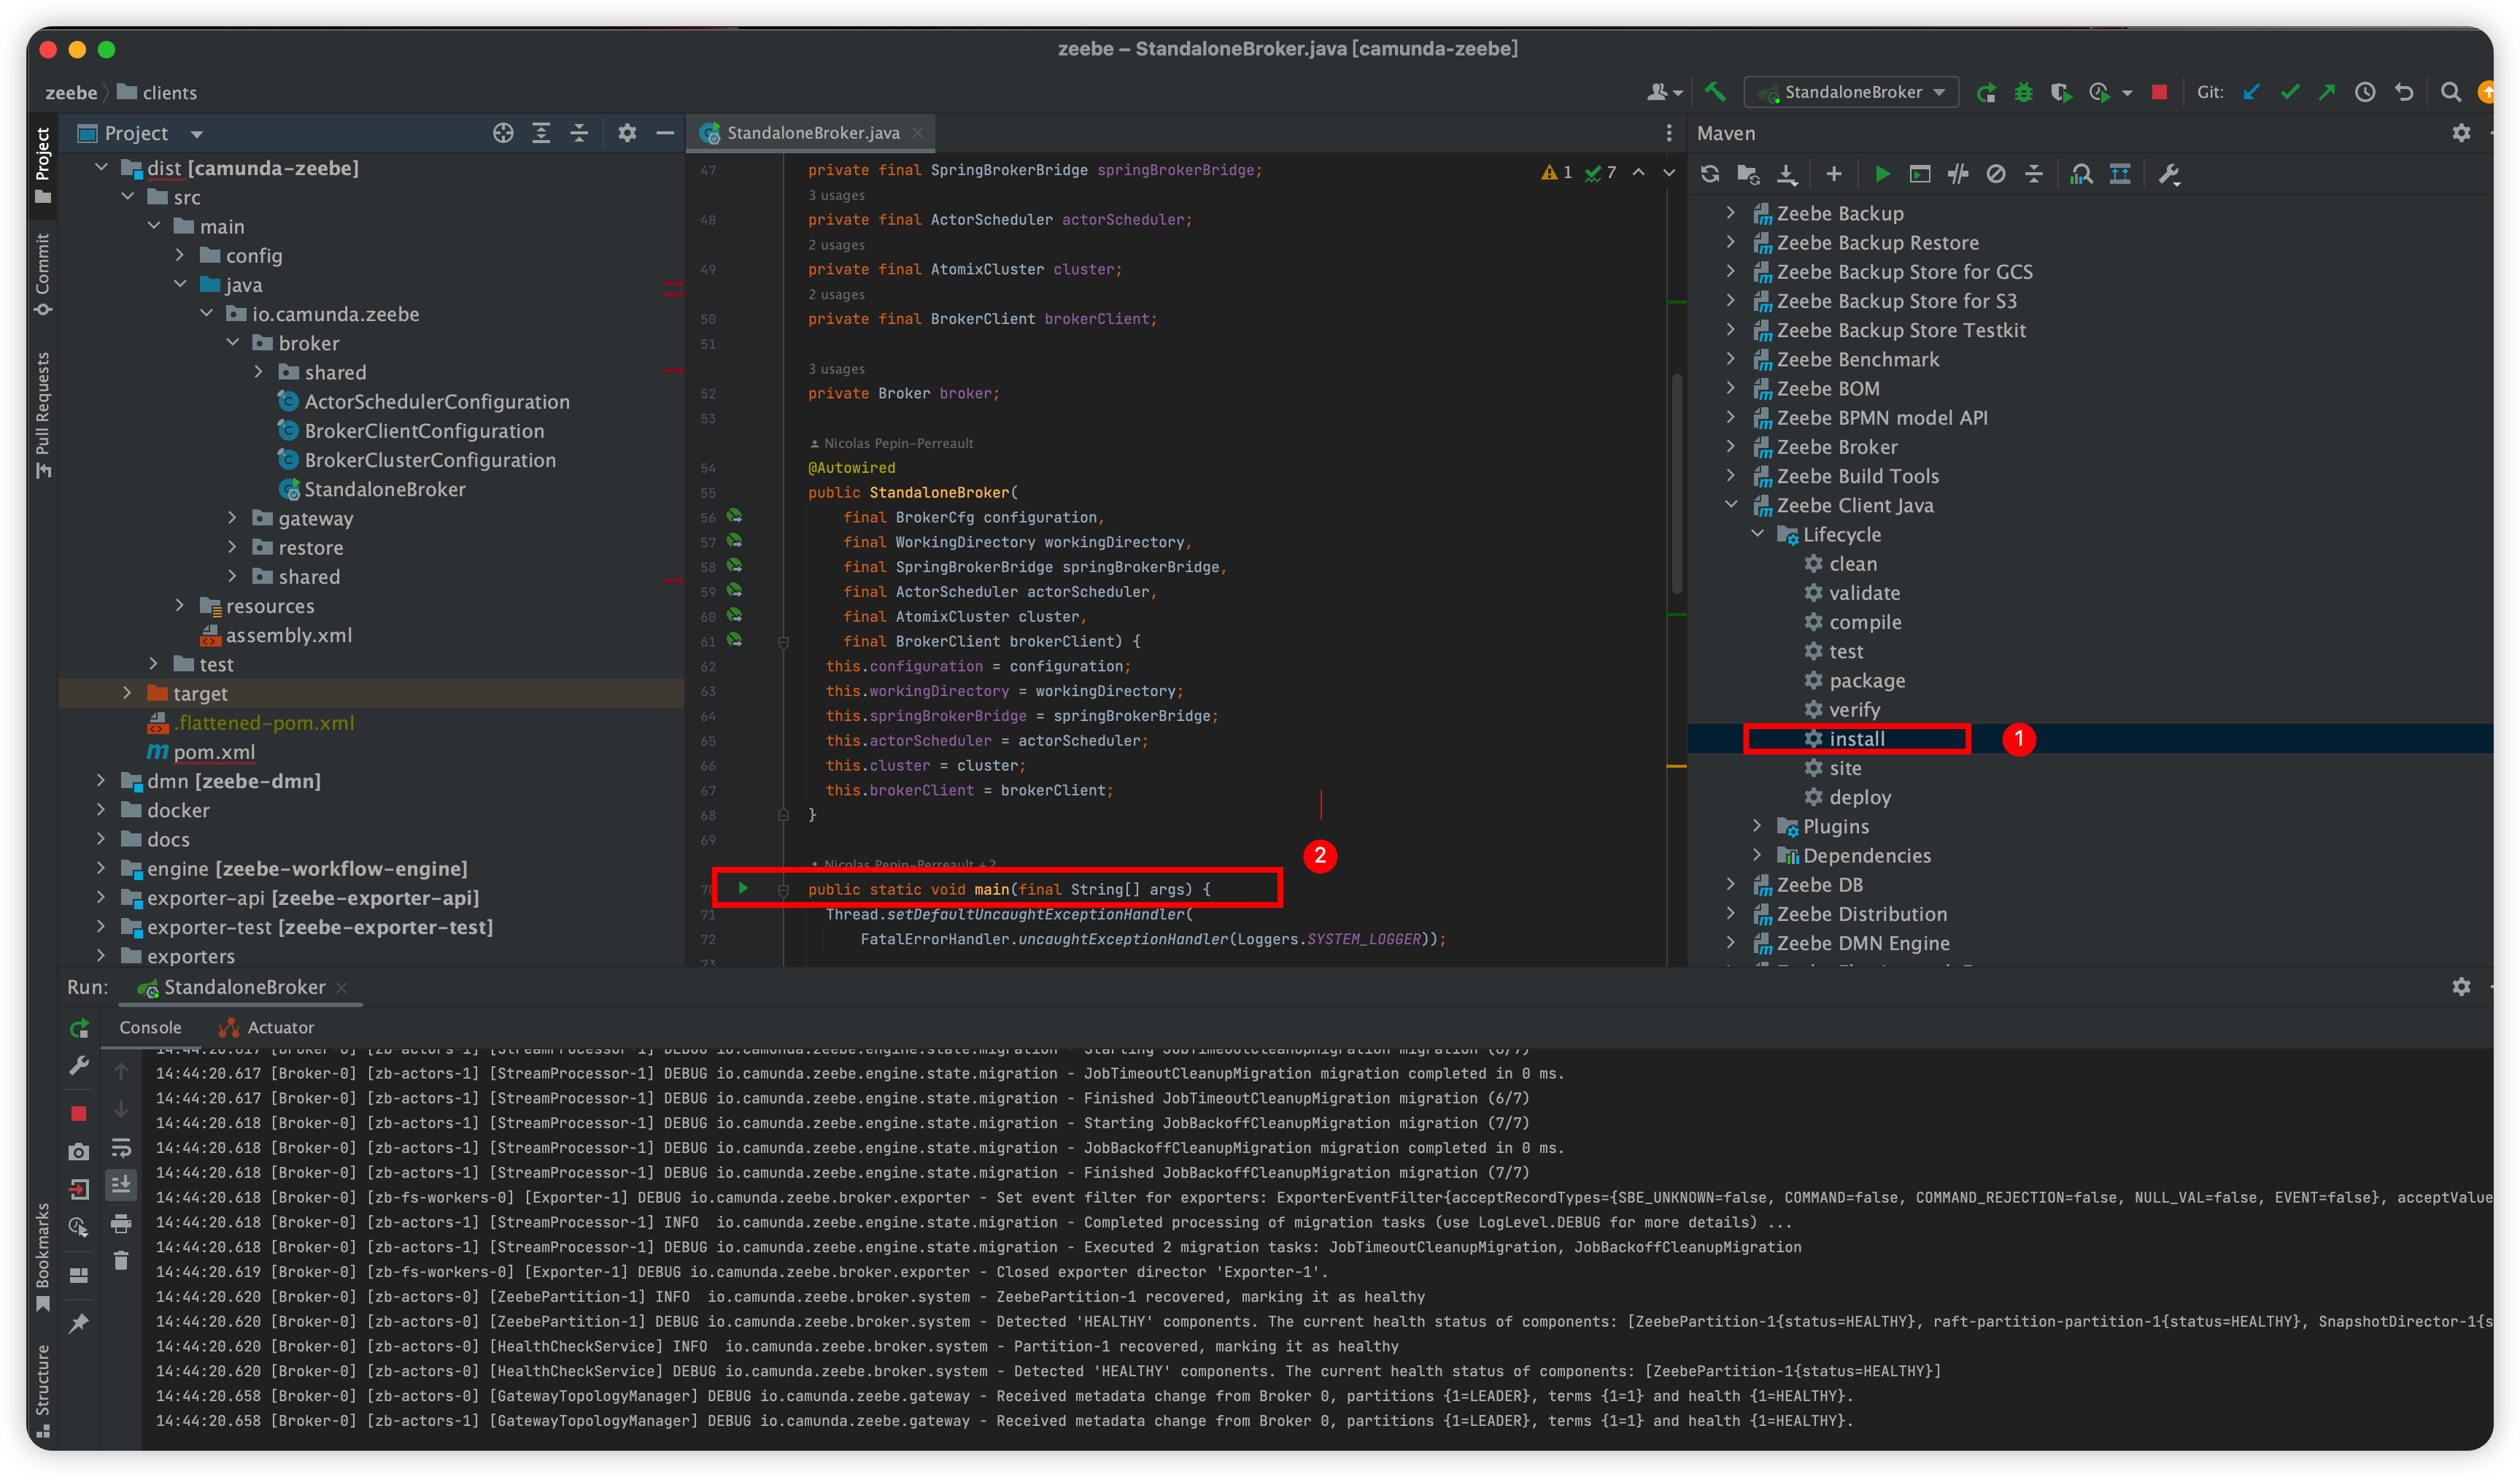 zeebe – StandaloneBroker.java [camunda-zeebe]
zeebe
clients
StandaloneBroker
Git:
Project
Commit
Pull Requests
Bookmarks
Structure
Project
dist [camunda-zeebe]
src
main
config
java
io.camunda.zeebe
broker
shared
ActorSchedulerConfiguration
BrokerClientConfiguration
BrokerClusterConfiguration
StandaloneBroker
gateway
restore
shared
resources
assembly.xml
test
target
.flattened-pom.xml
pom.xml
dmn [zeebe-dmn]
docker
docs
engine [zeebe-workflow-engine]
exporter-api [zeebe-exporter-api]
exporter-test [zeebe-exporter-test]
exporters
StandaloneBroker.java
1 7
47 private final SpringBrokerBridge springBrokerBridge;
3 usages
48 private final ActorScheduler actorScheduler;
2 usages
49 private final AtomixCluster cluster;
2 usages
50 private final BrokerClient brokerClient;
51
3 usages
52 private Broker broker;
53
Nicolas Pepin-Perreault
54 @Autowired
55 public StandaloneBroker(
56 final BrokerCfg configuration,
57 final WorkingDirectory workingDirectory,
58 final SpringBrokerBridge springBrokerBridge,
59 final ActorScheduler actorScheduler,
60 final AtomixCluster cluster,
61 final BrokerClient brokerClient) {
62 this.configuration = configuration;
63 this.workingDirectory = workingDirectory;
64 this.springBrokerBridge = springBrokerBridge;
65 this.actorScheduler = actorScheduler;
66 this.cluster = cluster;
67 this.brokerClient = brokerClient;
68 }
69
Nicolas Pepin-Perreault +2
70 public static void main(final String[] args) {
2
71 Thread.setDefaultUncaughtExceptionHandler(
72 FatalErrorHandler.uncaughtExceptionHandler(Loggers.SYSTEM_LOGGER));
73
Maven
Zeebe Backup
Zeebe Backup Restore
Zeebe Backup Store for GCS
Zeebe Backup Store for S3
Zeebe Backup Store Testkit
Zeebe Benchmark
Zeebe BOM
Zeebe BPMN model API
Zeebe Broker
Zeebe Build Tools
Zeebe Client Java
Lifecycle
clean
validate
compile
test
package
verify
install
1
site
deploy
Plugins
Dependencies
Zeebe DB
Zeebe Distribution
Zeebe DMN Engine
Run: StandaloneBroker
Console Actuator
14:44:20.617 [Broker-0] [zb-actors-1] [StreamProcessor-1] DEBUG io.camunda.zeebe.engine.state.migration - Starting JobTimeoutCleanupMigration migration (6/7)
14:44:20.617 [Broker-0] [zb-actors-1] [StreamProcessor-1] DEBUG io.camunda.zeebe.engine.state.migration - JobTimeoutCleanupMigration migration completed in 0 ms.
14:44:20.617 [Broker-0] [zb-actors-1] [StreamProcessor-1] DEBUG io.camunda.zeebe.engine.state.migration - Finished JobTimeoutCleanupMigration migration (6/7)
14:44:20.618 [Broker-0] [zb-actors-1] [StreamProcessor-1] DEBUG io.camunda.zeebe.engine.state.migration - Starting JobBackoffCleanupMigration migration (7/7)
14:44:20.618 [Broker-0] [zb-actors-1] [StreamProcessor-1] DEBUG io.camunda.zeebe.engine.state.migration - JobBackoffCleanupMigration migration completed in 0 ms.
14:44:20.618 [Broker-0] [zb-actors-1] [StreamProcessor-1] DEBUG io.camunda.zeebe.engine.state.migration - Finished JobBackoffCleanupMigration migration (7/7)
14:44:20.618 [Broker-0] [zb-fs-workers-0] [Exporter-1] DEBUG io.camunda.zeebe.broker.exporter - Set event filter for exporters: ExporterEventFilter{acceptRecordTypes={SBE_UNKNOWN=false, COMMAND=false, COMMAND_REJECTION=false, NULL_VAL=false, EVENT=false}, acceptValue
14:44:20.618 [Broker-0] [zb-actors-1] [StreamProcessor-1] INFO io.camunda.zeebe.engine.state.migration - Completed processing of migration tasks (use LogLevel.DEBUG for more details) ...
14:44:20.618 [Broker-0] [zb-actors-1] [StreamProcessor-1] DEBUG io.camunda.zeebe.engine.state.migration - Executed 2 migration tasks: JobTimeoutCleanupMigration, JobBackoffCleanupMigration
14:44:20.619 [Broker-0] [zb-fs-workers-0] [Exporter-1] DEBUG io.camunda.zeebe.broker.exporter - Closed exporter director 'Exporter-1'.
14:44:20.620 [Broker-0] [zb-actors-0] [ZeebePartition-1] INFO io.camunda.zeebe.broker.system - ZeebePartition-1 recovered, marking it as healthy
14:44:20.620 [Broker-0] [zb-actors-0] [ZeebePartition-1] DEBUG io.camunda.zeebe.broker.system - Detected 'HEALTHY' components. The current health status of components: [ZeebePartition-1{status=HEALTHY}, raft-partition-partition-1{status=HEALTHY}, SnapshotDirector-1{s
14:44:20.620 [Broker-0] [zb-actors-0] [HealthCheckService] INFO io.camunda.zeebe.broker.system - Partition-1 recovered, marking it as healthy
14:44:20.620 [Broker-0] [zb-actors-0] [HealthCheckService] DEBUG io.camunda.zeebe.broker.system - Detected 'HEALTHY' components. The current health status of components: [ZeebePartition-1{status=HEALTHY}]
14:44:20.658 [Broker-0] [zb-actors-0] [GatewayTopologyManager] DEBUG io.camunda.zeebe.gateway - Received metadata change from Broker 0, partitions {1=LEADER}, terms {1=1} and health {1=HEALTHY}.
14:44:20.658 [Broker-0] [zb-actors-1] [GatewayTopologyManager] DEBUG io.camunda.zeebe.gateway - Received metadata change from Broker 0, partitions {1=LEADER}, terms {1=1} and health {1=HEALTHY}.